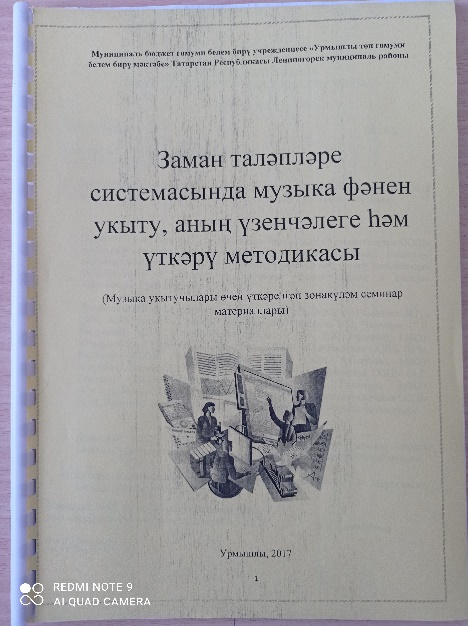 Муниципаль бюджет гомуми белем бирү учреждениесе «Урмышлы төп гомуми
белем бирү мәктәбе» Татарстан Республикасы Лениногорск муниципаль районы
Заман таләпләре
системасында музыка фәнен
укыту, аның үзенчәлеге һәм
үткәрү методикасы
(Музыка укытучылары өчен үткәрелгән зонакүләм семинар
материаллары)
Урмышлы, 2017
1
REDMI NOTE 9
AI QUAD CAMERA